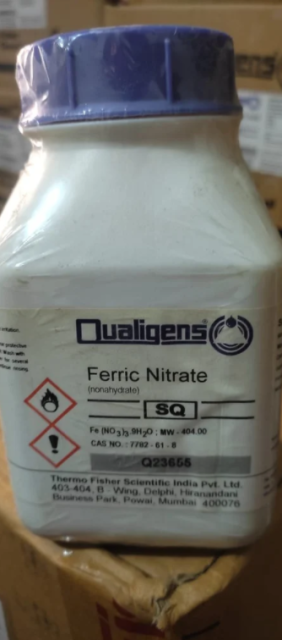 Qualigens
Ferric Nitrate
(nonahydrate)
SQ
Fe (NO3)3.9H2O ; MW - 404.00
CAS NO. : 7782 - 61 - 8
Q23655
Thermo Fisher Scientific India Pvt. Ltd.
403-404, B - Wing, Delphi, Hiranandani
Business Park, Powai, Mumbai 400076